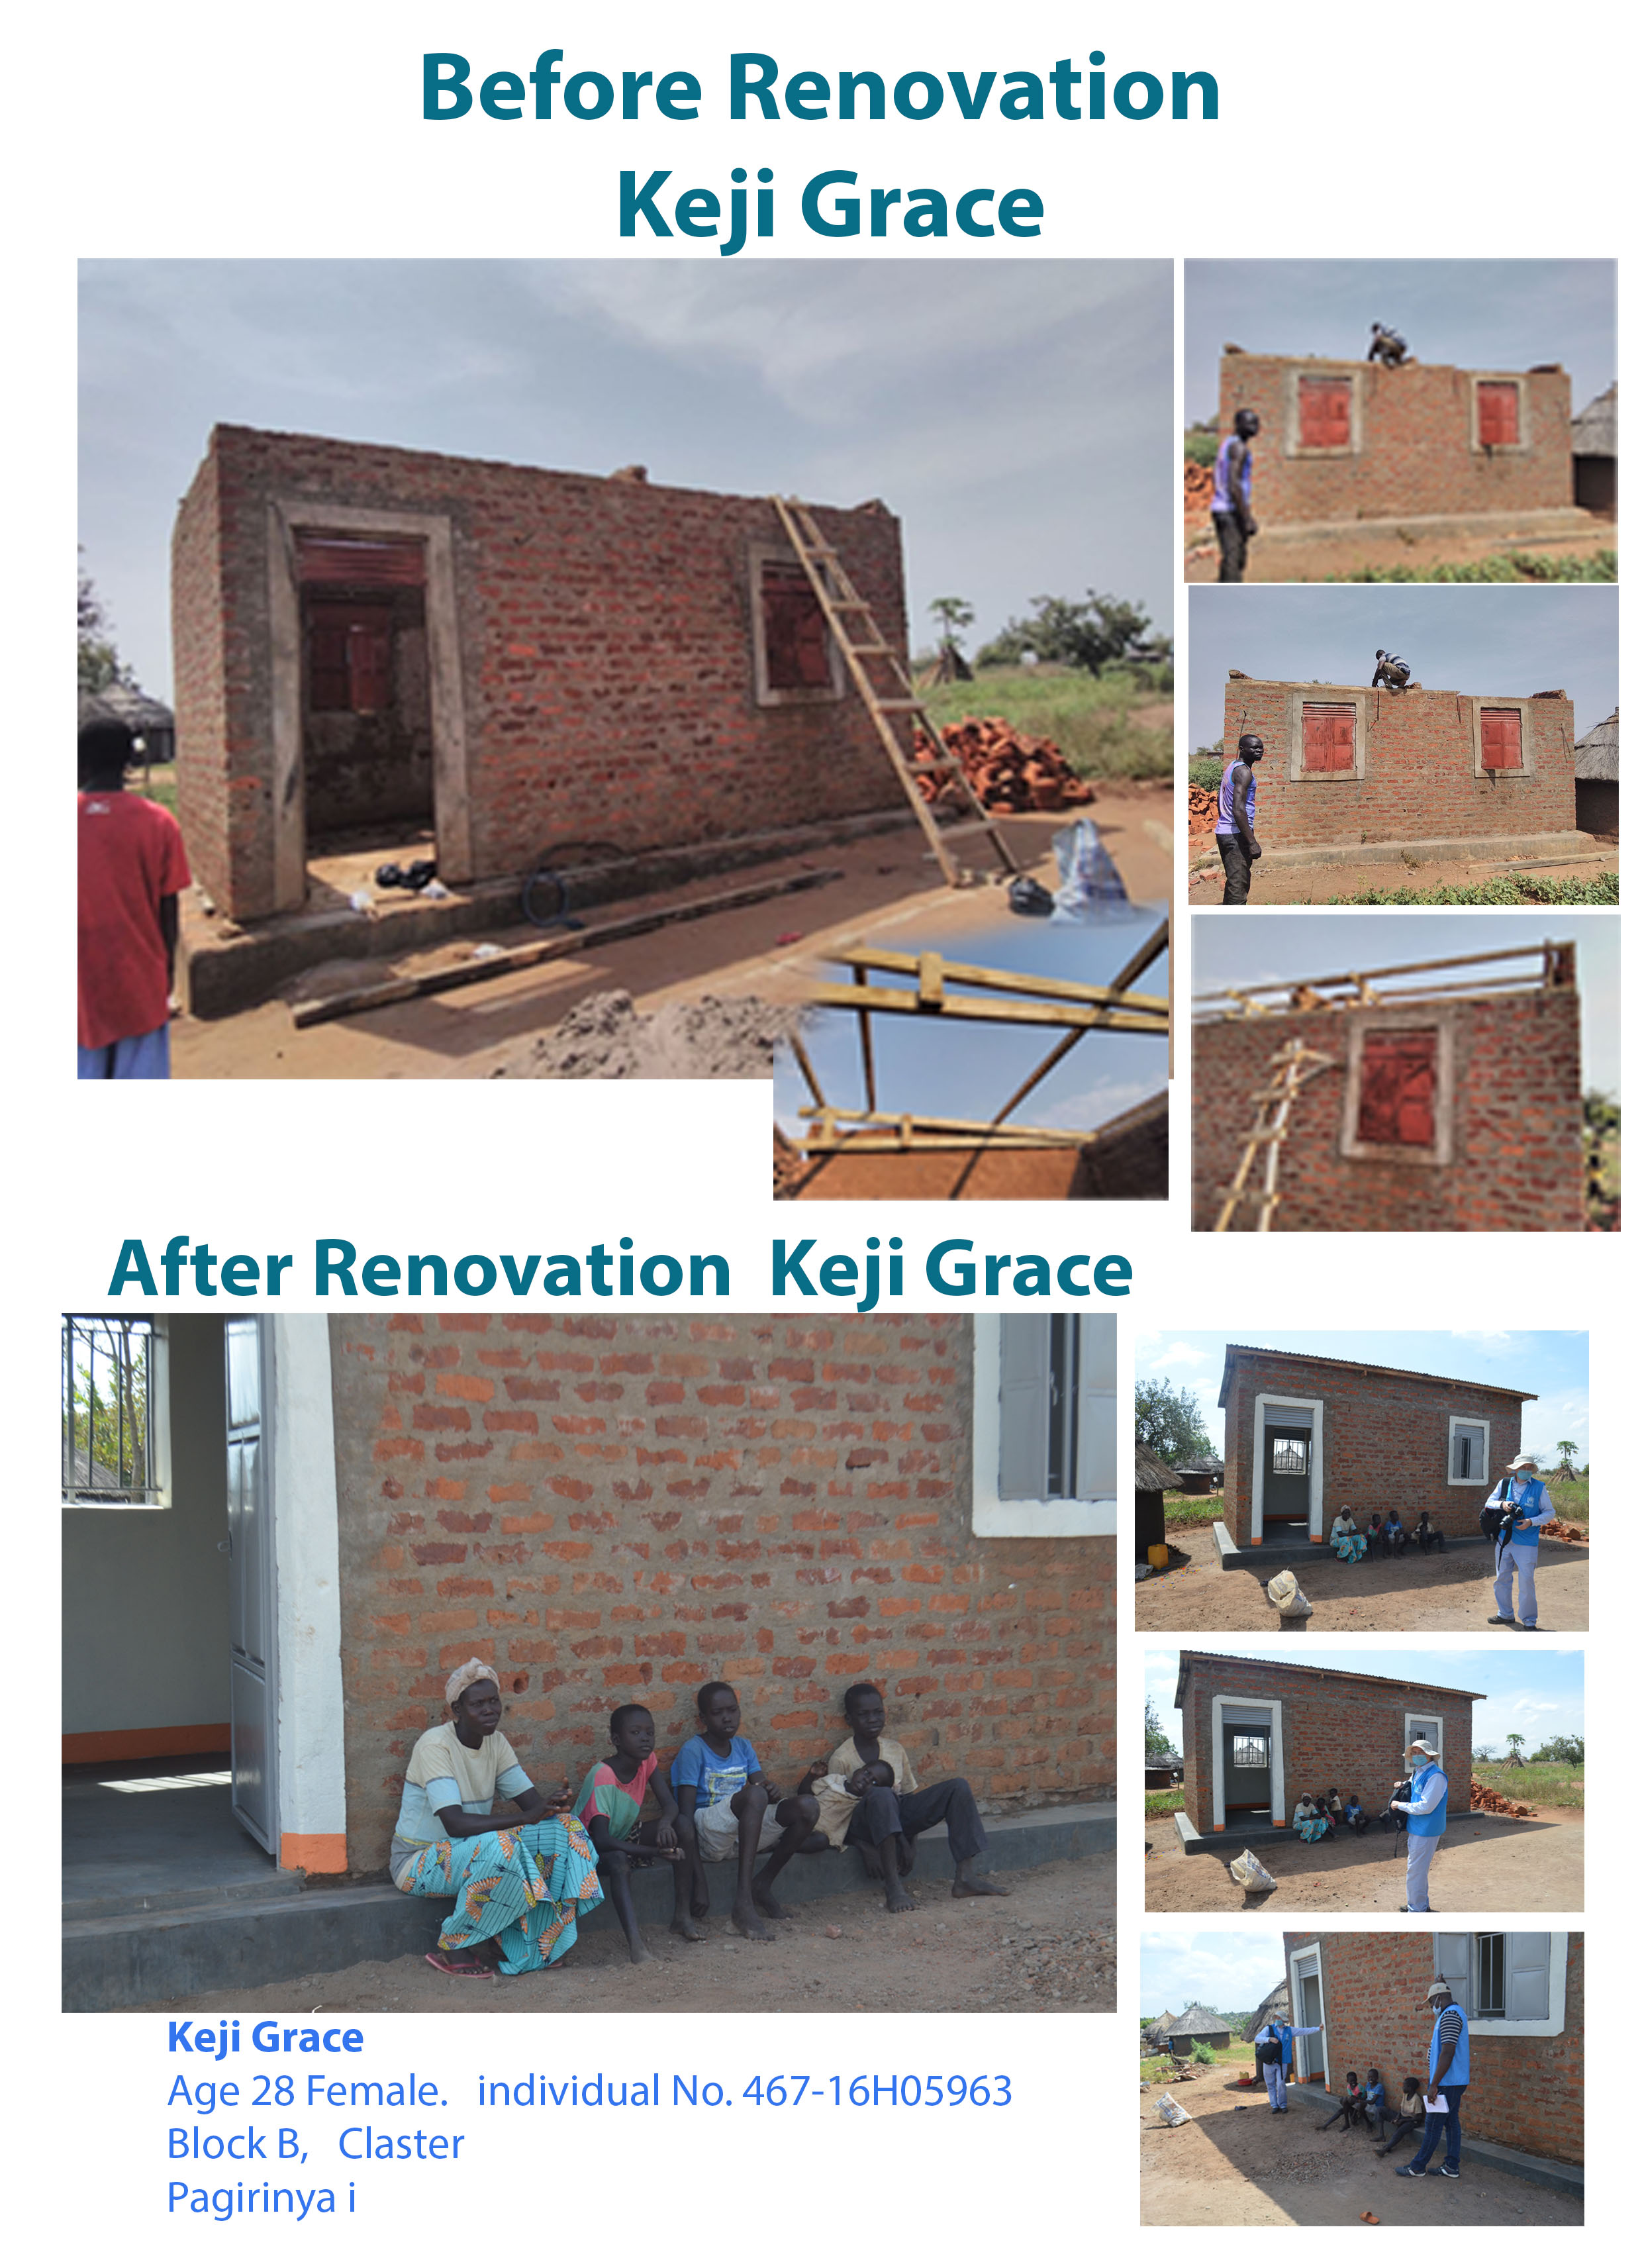 Before Renovation
Keji Grace
After Renovation Keji Grace
Keji Grace
Age 28 Female. individual No. 467-16H05963
Block B, Claster
Pagirinya i